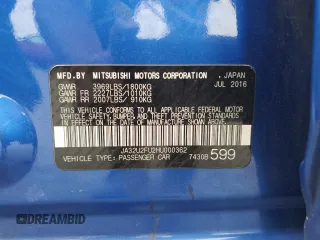 MFD.BY MITSUBISHI MOTORS CORPORATION , JAPAN
GVWR 3969LBS/1800KG JUL 2016
GAWR FR 2227LBS/1010KG
GAWR RR 2007LBS/ 910KG
THIS VEHICLE CONFORMS TO ALL APPLICABLE FEDERAL
MOTOR VEHICLE SAFETY, BUMPER, AND THEFT PREVENTION
STANDARDS IN EFFECT ON THE DATE OF MANUFACTURE
SHOWN ABOVE.
JA32U2FU2HU000362
VEHICLE TYPE: PASSENGER CAR 7430B 599
DREAMBID